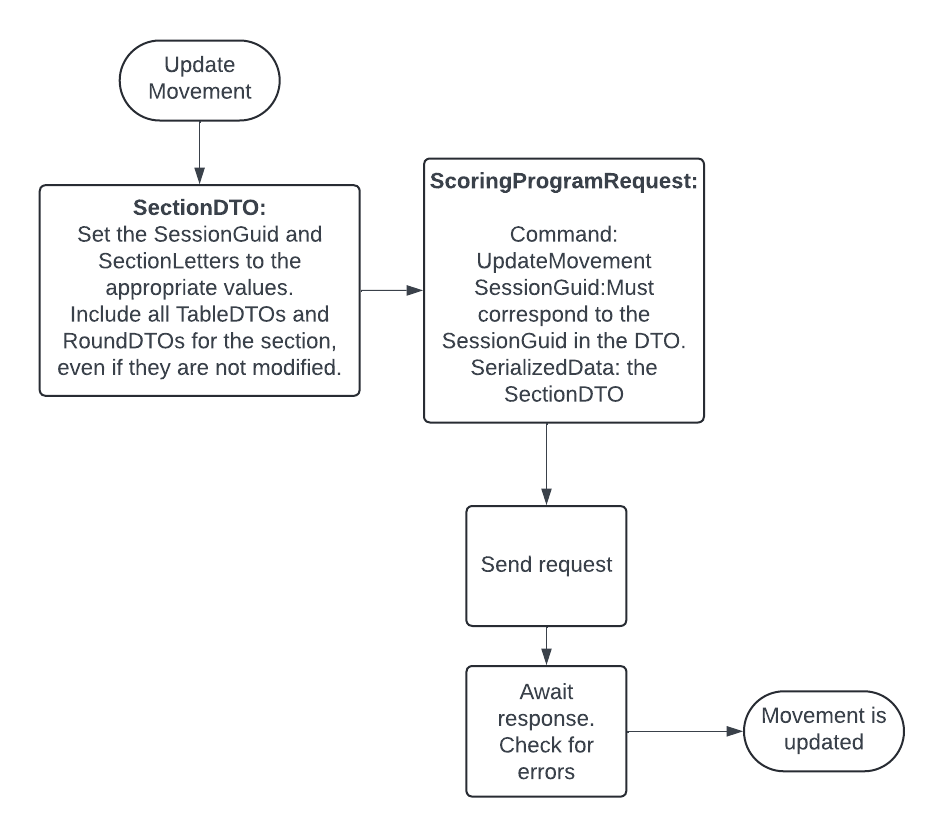 Update
Movement
SectionDTO:
Set the SessionGuid and
SectionLetters to the
appropriate values.
Include all TableDTOs and
RoundDTOs for the section,
even if they are not modified.
ScoringProgramRequest:
Command:
UpdateMovement
SessionGuid:Must
correspond to the
SessionGuid in the DTO.
SerializedData: the
SectionDTO
Send request
Await
response.
Check for
errors
Movement is
updated